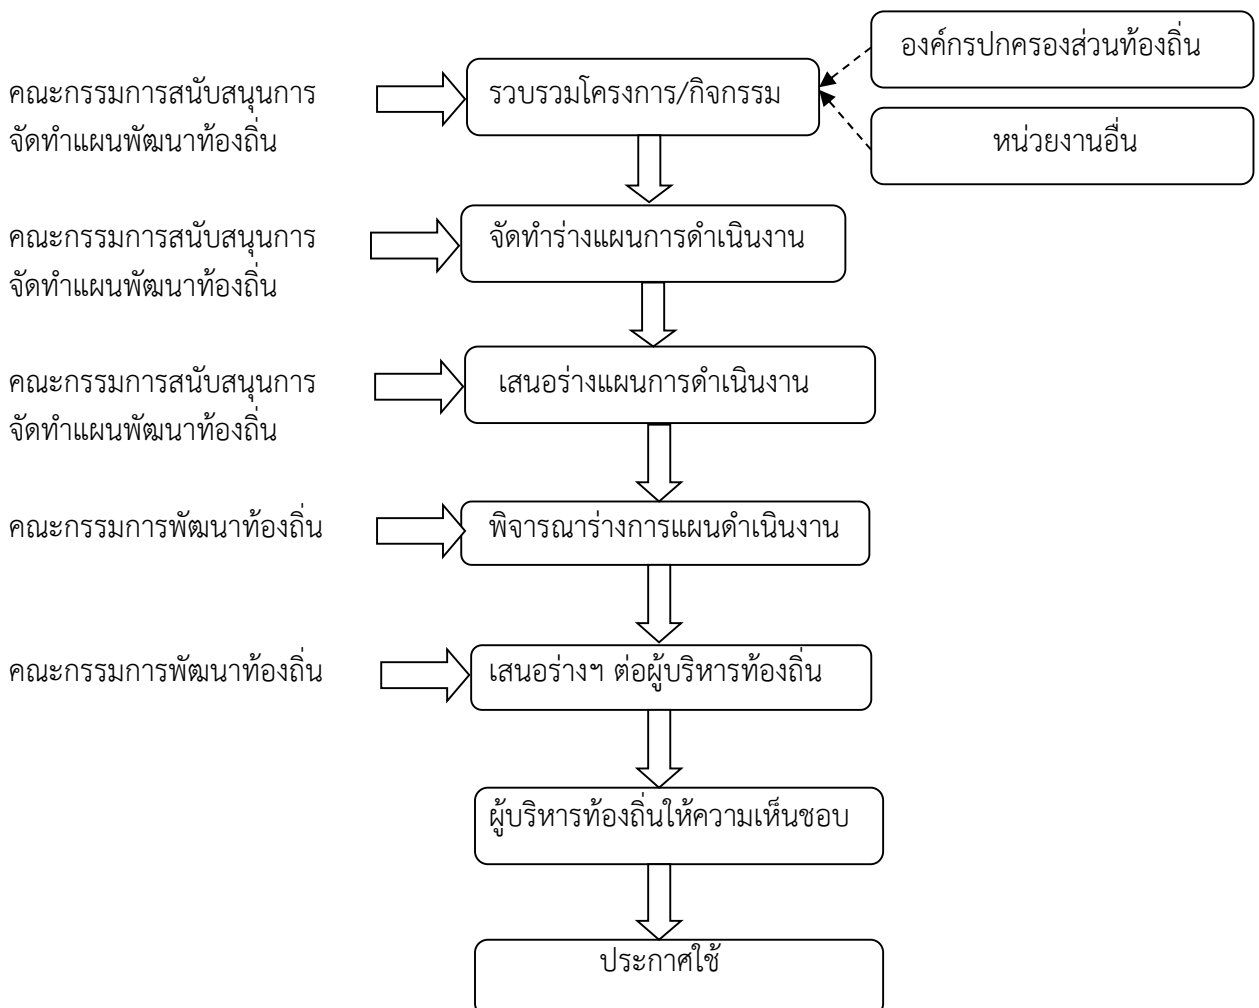 องค์กรปกครองส่วนท้องถิ่น
คณะกรรมการสนับสนุนการ
จัดทำแผนพัฒนาท้องถิ่น
รวบรวมโครงการ/กิจกรรม
หน่วยงานอื่น
คณะกรรมการสนับสนุนการ
จัดทำแผนพัฒนาท้องถิ่น
จัดทำร่างแผนการดำเนินงาน
คณะกรรมการสนับสนุนการ
จัดทำแผนพัฒนาท้องถิ่น
เสนอร่างแผนการดำเนินงาน
คณะกรรมการพัฒนาท้องถิ่น
พิจารณาร่างการแผนดำเนินงาน
คณะกรรมการพัฒนาท้องถิ่น
เสนอร่างฯ ต่อผู้บริหารท้องถิ่น
ผู้บริหารท้องถิ่นให้ความเห็นชอบ
ประกาศใช้